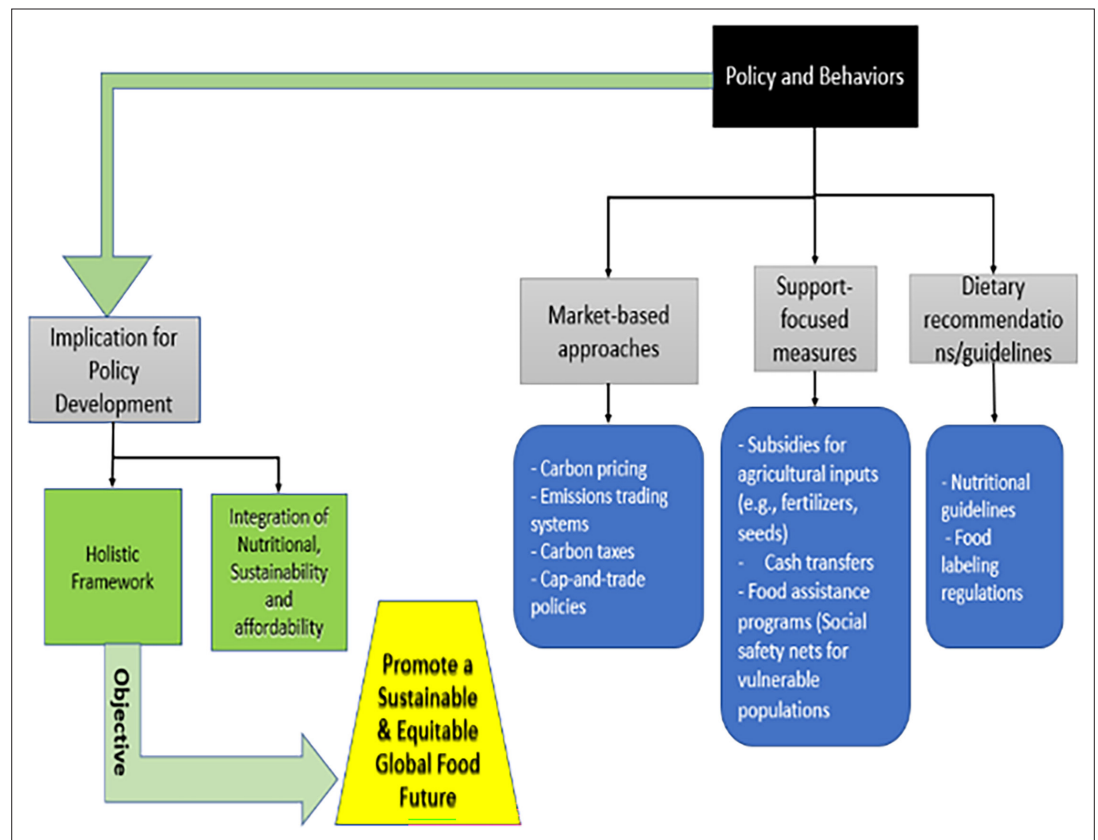 Policy and Behaviors
Market-based
approaches
Support-
focused
measures
Dietary
recommendatio
ns/guidelines
Implication for
Policy
Development
- Carbon pricing
- Emissions trading
systems
- Carbon taxes
- Cap-and-trade
policies
- Subsidies for
agricultural inputs
(e.g., fertilizers,
seeds)
- Cash transfers
- Food assistance
programs (Social
safety nets for
vulnerable
populations
- Nutritional
guidelines
- Food
labeling
regulations
Holistic
Framework
Integration of
Nutritional,
Sustainability
and
affordability
Objective
Promote a
Sustainable
& Equitable
Global Food
Future